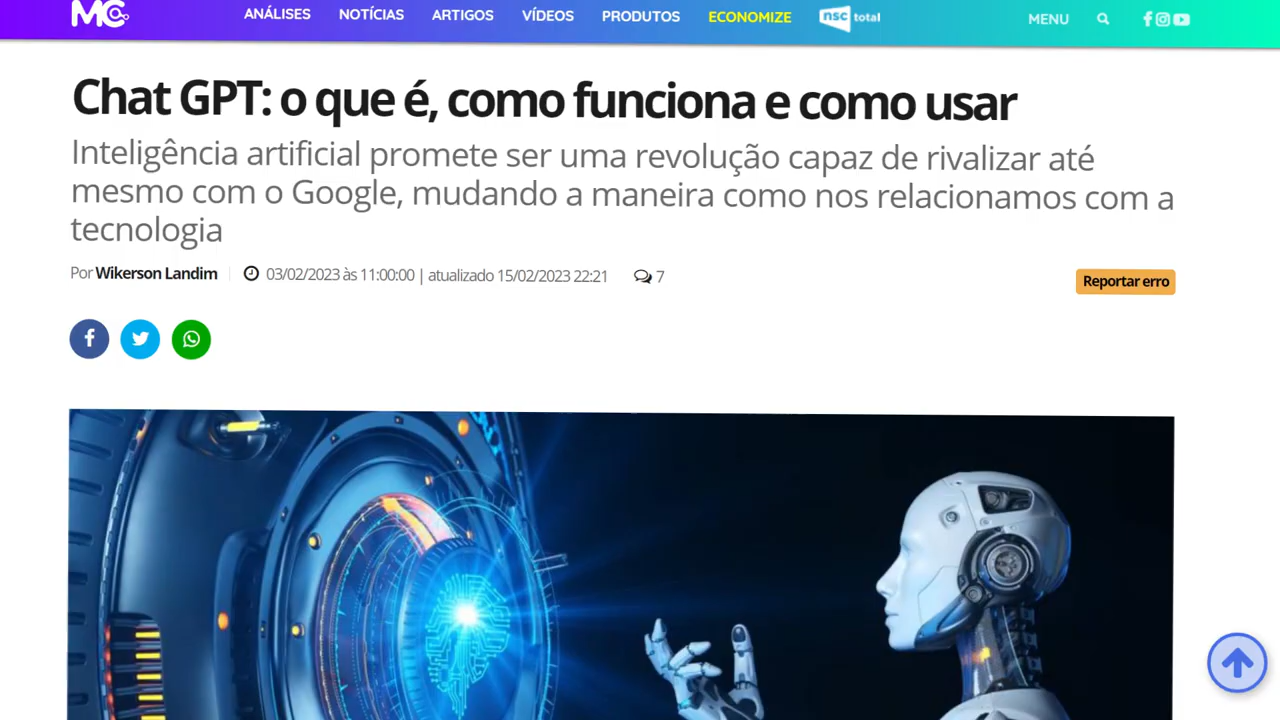 MC
ANÁLISES NOTÍCIAS ARTIGOS VÍDEOS PRODUTOS ECONOMIZE nsc total MENU
Chat GPT: o que é, como funciona e como usar
Inteligência artificial promete ser uma revolução capaz de rivalizar até
mesmo com o Google, mudando a maneira como nos relacionamos com a
tecnologia
Por Wikerson Landim 03/02/2023 às 11:00:00 | atualizado 15/02/2023 22:21 7
Reportar erro